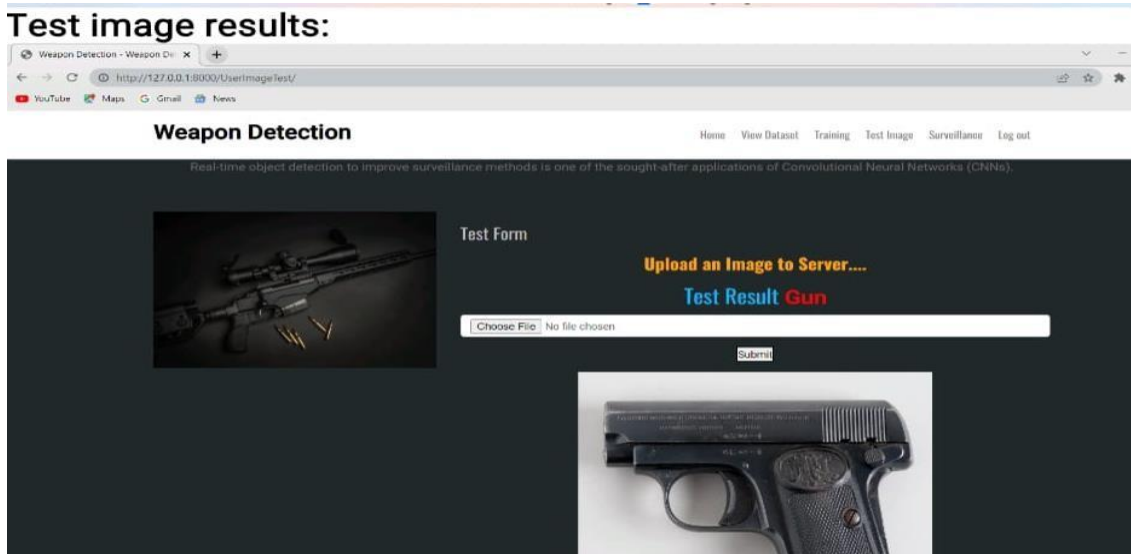 Test image results:
Weapon Detection - Weapon De
http://127.0.0.1:8000/UserImageTest/
YouTube Maps Gmail News
Weapon Detection
Home View Dataset Training Test Image Surveillance Log out
Real-time object detection to improve surveillance methods is one of the sought-after applications of Convolutional Neural Networks (CNNs).
Test Form
Upload an Image to Server....
Test Result Gun
Choose File No file chosen
Submit